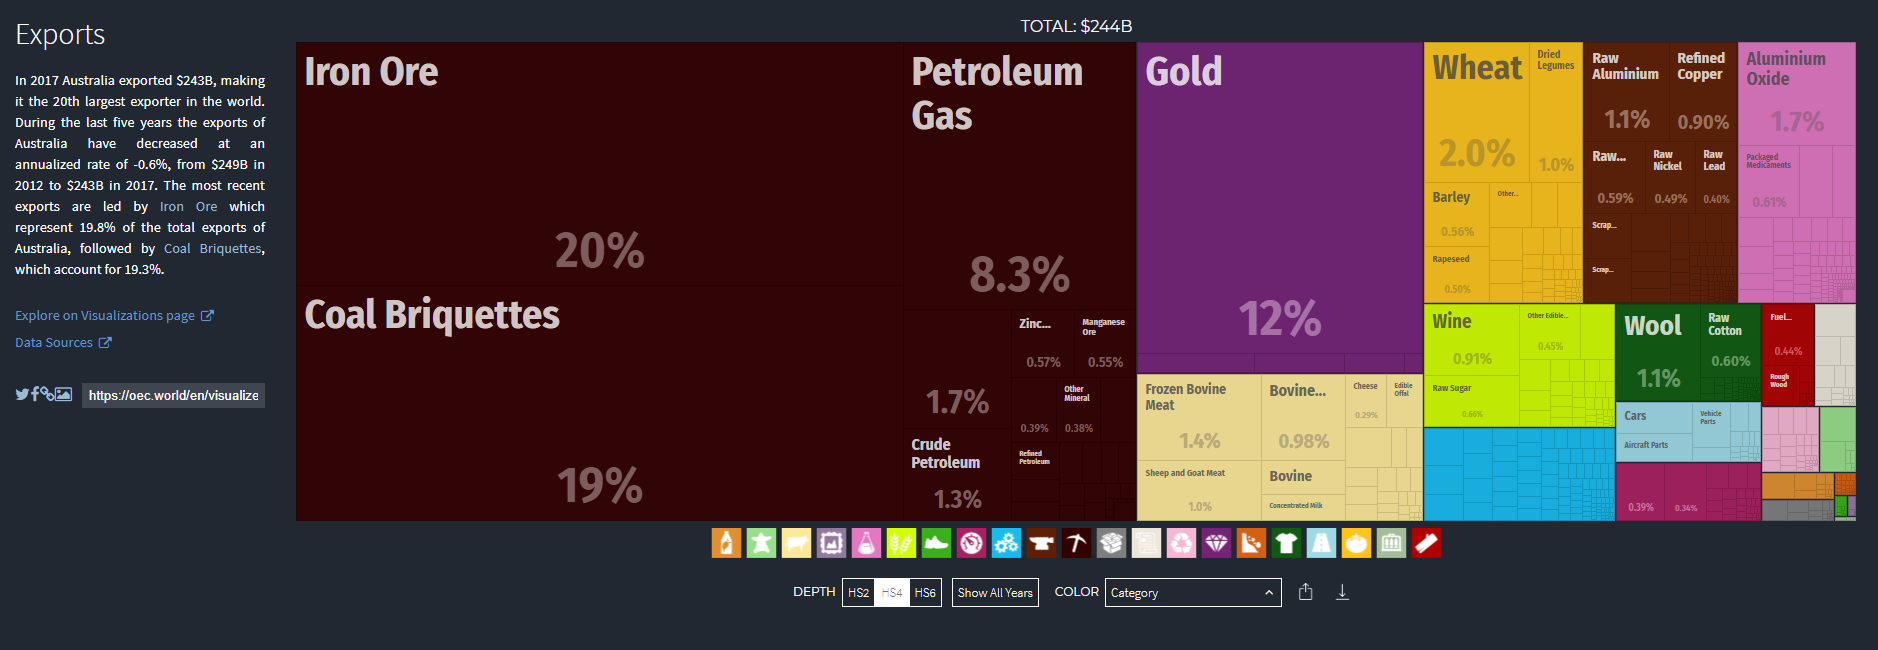 Exports
In 2017 Australia exported $243B, making
it the 20th largest exporter in the world.
During the last five years the exports of
Australia have decreased at an
annualized rate of -0.6%, from $249B in
2012 to $243B in 2017. The most recent
exports are led by Iron Ore which
represent 19.8% of the total exports of
Australia, followed by Coal Briquettes,
which account for 19.3%.
Explore on Visualizations page
Data Sources
https://oec.world/en/visualize
TOTAL: $244B
Iron Ore
20%
Coal Briquettes
19%
Petroleum
Gas
8.3%
1.7%
Crude
Petroleum
1.3%
Zinc...
0.57%
Manganese
Ore
0.55%
0.39%
Other
Mineral
0.38%
Refined
Petroleum
Gold
12%
Frozen Bovine
Meat
1.4%
Bovine...
0.98%
Cheese
0.29%
Edible
Offal
Sheep and Goat Meat
1.0%
Bovine
Concentrated Milk
Wheat
2.0%
Dried
Legumes
1.0%
Barley
0.56%
Other...
Rapeseed
0.50%
Raw
Aluminium
1.1%
Refined
Copper
0.90%
Raw...
0.59%
Raw
Nickel
0.49%
Raw
Lead
0.40%
Scrap...
Scrap...
Aluminium
Oxide
1.7%
Packaged
Medicaments
0.61%
Wine
0.91%
Other Edible...
0.45%
Raw Sugar
0.66%
Wool
1.1%
Raw
Cotton
0.60%
Fuel...
0.44%
Rough
Wood
Cars
Vehicle
Parts
Aircraft Parts
0.39%
0.34%
DEPTH HS2 HS4 HS6 Show All Years COLOR Category